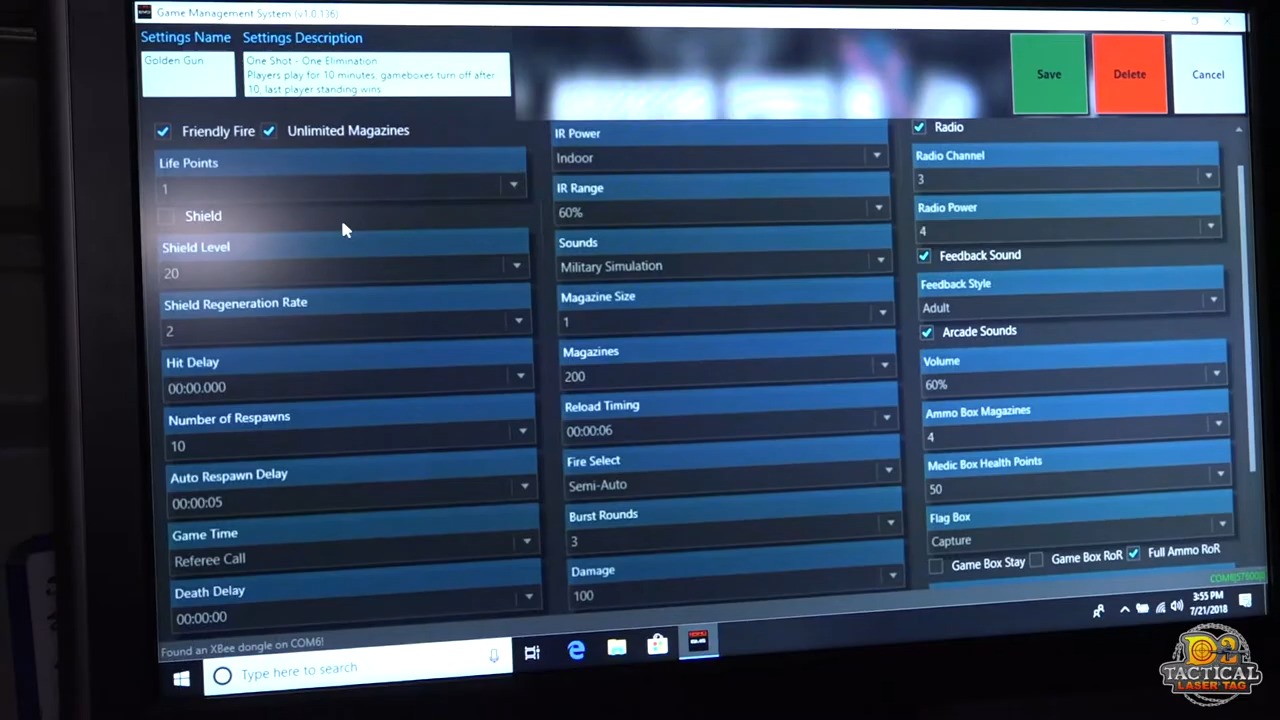 Game Management System (v1.0.136)
Settings Name
Settings Description
Golden Gun
One Shot - One Elimination
Players play for 10 minutes, gameboxes turn off after
10, last player standing wins
Save
Delete
Cancel
Friendly Fire
Unlimited Magazines
Life Points
1
Shield
Shield Level
20
Shield Regeneration Rate
2
Hit Delay
00:00.000
Number of Respawns
10
Auto Respawn Delay
00:00:05
Game Time
Referee Call
Death Delay
00:00:00
IR Power
Indoor
IR Range
60%
Sounds
Military Simulation
Magazine Size
1
Magazines
200
Reload Timing
00:00:06
Fire Select
Semi-Auto
Burst Rounds
3
Damage
100
Radio
Radio Channel
3
Radio Power
4
Feedback Sound
Feedback Style
Adult
Arcade Sounds
Volume
60%
Ammo Box Magazines
4
Medic Box Health Points
50
Flag Box
Capture
Game Box Stay
Game Box RoR
Full Ammo RoR
Found an XBee dongle on COM6!
Type here to search
3:55 PM
7/21/2018
D2
TACTICAL
LASER TAG